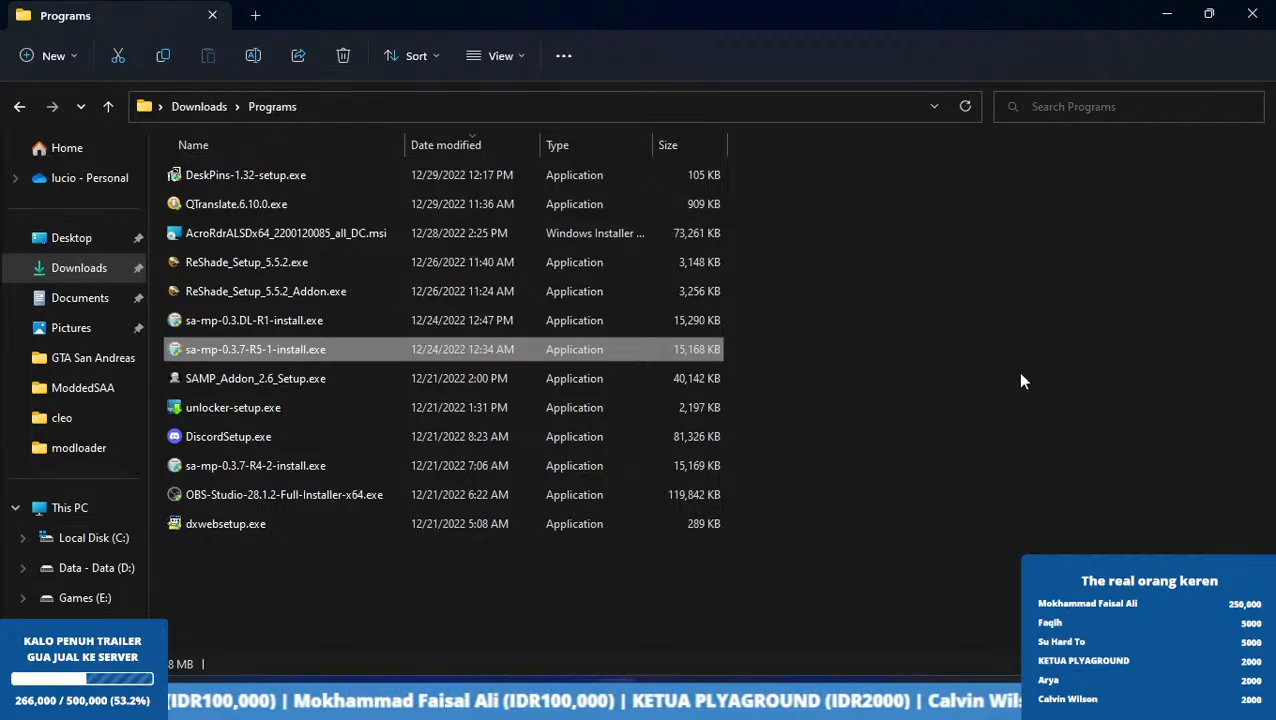 Programs
New
Sort
View
Downloads
Programs
Search Programs
Home
lucio - Personal
Desktop
Downloads
Documents
Pictures
GTA San Andreas
ModdedSAA
cleo
modloader
This PC
Local Disk (C:)
Data - Data (D:)
Games (E:)
Name Date modified Type Size
DeskPins-1.32-setup.exe 12/29/2022 12:17 PM Application 105 KB
QTranslate.6.10.0.exe 12/29/2022 11:36 AM Application 909 KB
AcroRdrALSDx64_2200120085_all_DC.msi 12/28/2022 2:25 PM Windows Installer ... 73,261 KB
ReShade_Setup_5.5.2.exe 12/26/2022 11:40 AM Application 3,148 KB
ReShade_Setup_5.5.2_Addon.exe 12/26/2022 11:24 AM Application 3,256 KB
sa-mp-0.3.DL-R1-install.exe 12/24/2022 12:47 PM Application 15,290 KB
sa-mp-0.3.7-R5-1-install.exe 12/24/2022 12:34 AM Application 15,168 KB
SAMP_Addon_2.6_Setup.exe 12/21/2022 2:00 PM Application 40,142 KB
unlocker-setup.exe 12/21/2022 1:31 PM Application 2,197 KB
DiscordSetup.exe 12/21/2022 8:23 AM Application 81,326 KB
sa-mp-0.3.7-R4-2-install.exe 12/21/2022 7:06 AM Application 15,169 KB
OBS-Studio-28.1.2-Full-Installer-x64.exe 12/21/2022 6:22 AM Application 119,842 KB
dxwebsetup.exe 12/21/2022 5:08 AM Application 289 KB
8 MB
KALO PENUH TRAILER
GUA JUAL KE SERVER
266,000 / 500,000 (53.2%)
The real orang keren
Mokhammad Faisal Ali 250,000
Faqih 5000
Su Hard To 5000
KETUA PLYAGROUND 2000
Arya 2000
Calvin Wilson 2000
(IDR100,000) | Mokhammad Faisal Ali (IDR100,000) | KETUA PLYAGROUND (IDR2000) | Calvin Wils